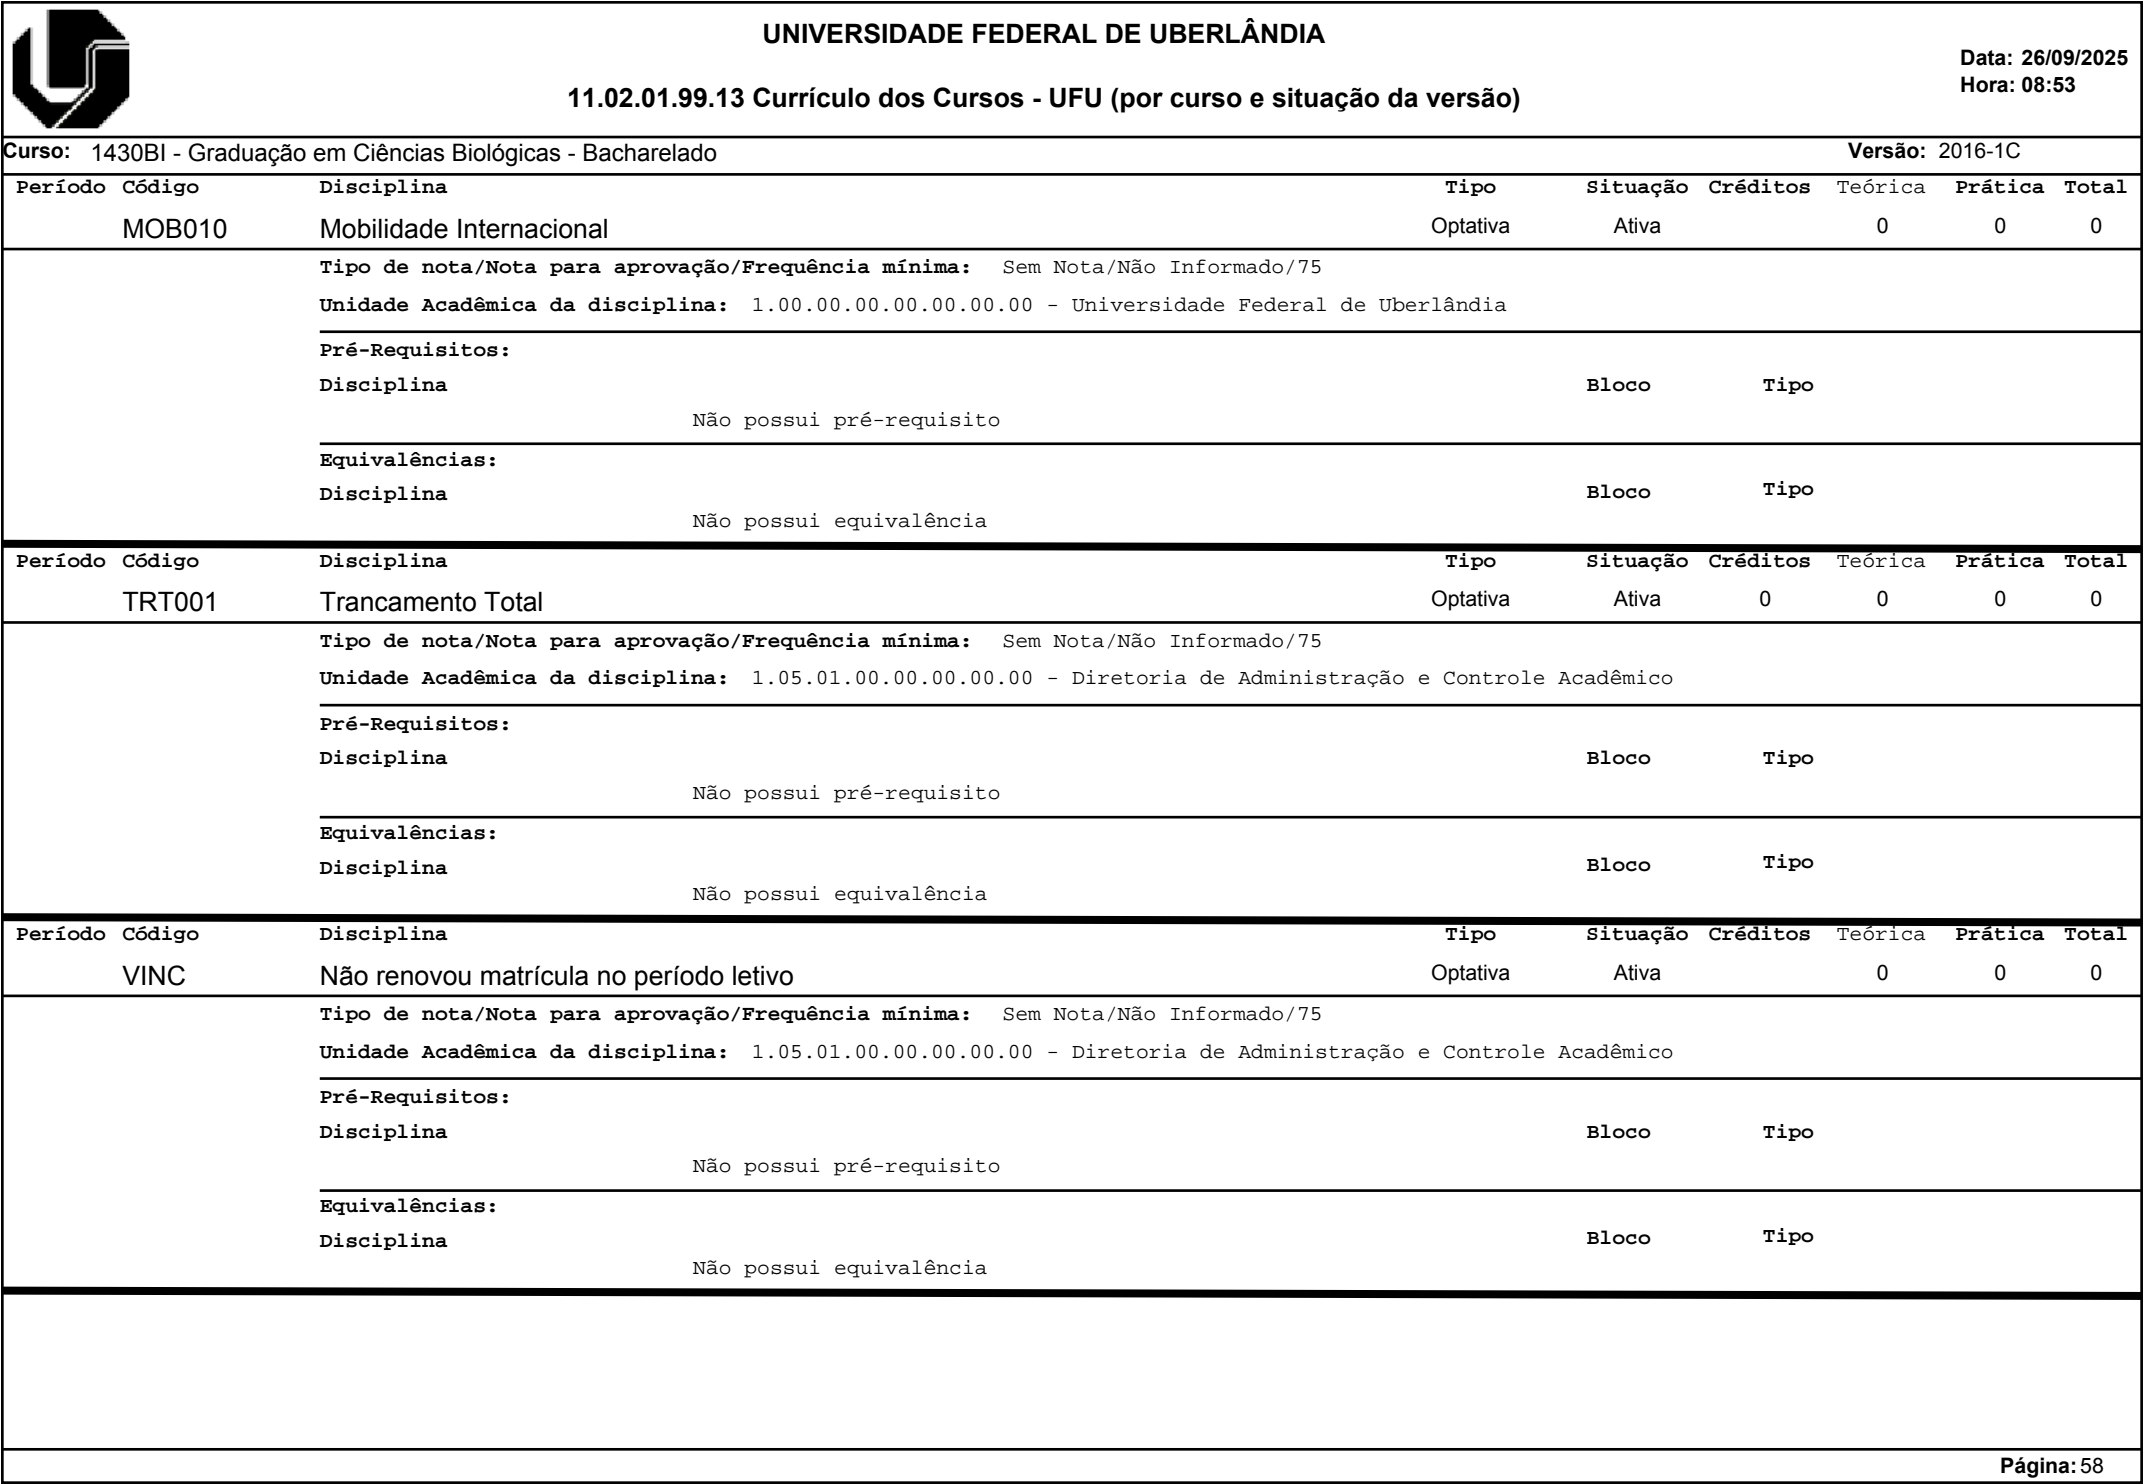 UNIVERSIDADE FEDERAL DE UBERLÂNDIA
Data: 26/09/2025
Hora: 08:53
11.02.01.99.13 Currículo dos Cursos - UFU (por curso e situação da versão)
Curso: 1430BI - Graduação em Ciências Biológicas - Bacharelado Versão: 2016-1C
Período Código Disciplina Tipo Situação Créditos Teórica Prática Total
MOB010 Mobilidade Internacional Optativa Ativa 0 0 0
Tipo de nota/Nota para aprovação/Frequência mínima: Sem Nota/Não Informado/75
Unidade Acadêmica da disciplina: 1.00.00.00.00.00.00.00 - Universidade Federal de Uberlândia
Pré-Requisitos:
Disciplina Bloco Tipo
Não possui pré-requisito
Equivalências:
Disciplina Bloco Tipo
Não possui equivalência
Período Código Disciplina Tipo Situação Créditos Teórica Prática Total
TRT001 Trancamento Total Optativa Ativa 0 0 0 0
Tipo de nota/Nota para aprovação/Frequência mínima: Sem Nota/Não Informado/75
Unidade Acadêmica da disciplina: 1.05.01.00.00.00.00.00 - Diretoria de Administração e Controle Acadêmico
Pré-Requisitos:
Disciplina Bloco Tipo
Não possui pré-requisito
Equivalências:
Disciplina Bloco Tipo
Não possui equivalência
Período Código Disciplina Tipo Situação Créditos Teórica Prática Total
VINC Não renovou matrícula no período letivo Optativa Ativa 0 0 0
Tipo de nota/Nota para aprovação/Frequência mínima: Sem Nota/Não Informado/75
Unidade Acadêmica da disciplina: 1.05.01.00.00.00.00.00 - Diretoria de Administração e Controle Acadêmico
Pré-Requisitos:
Disciplina Bloco Tipo
Não possui pré-requisito
Equivalências:
Disciplina Bloco Tipo
Não possui equivalência
Página: 58